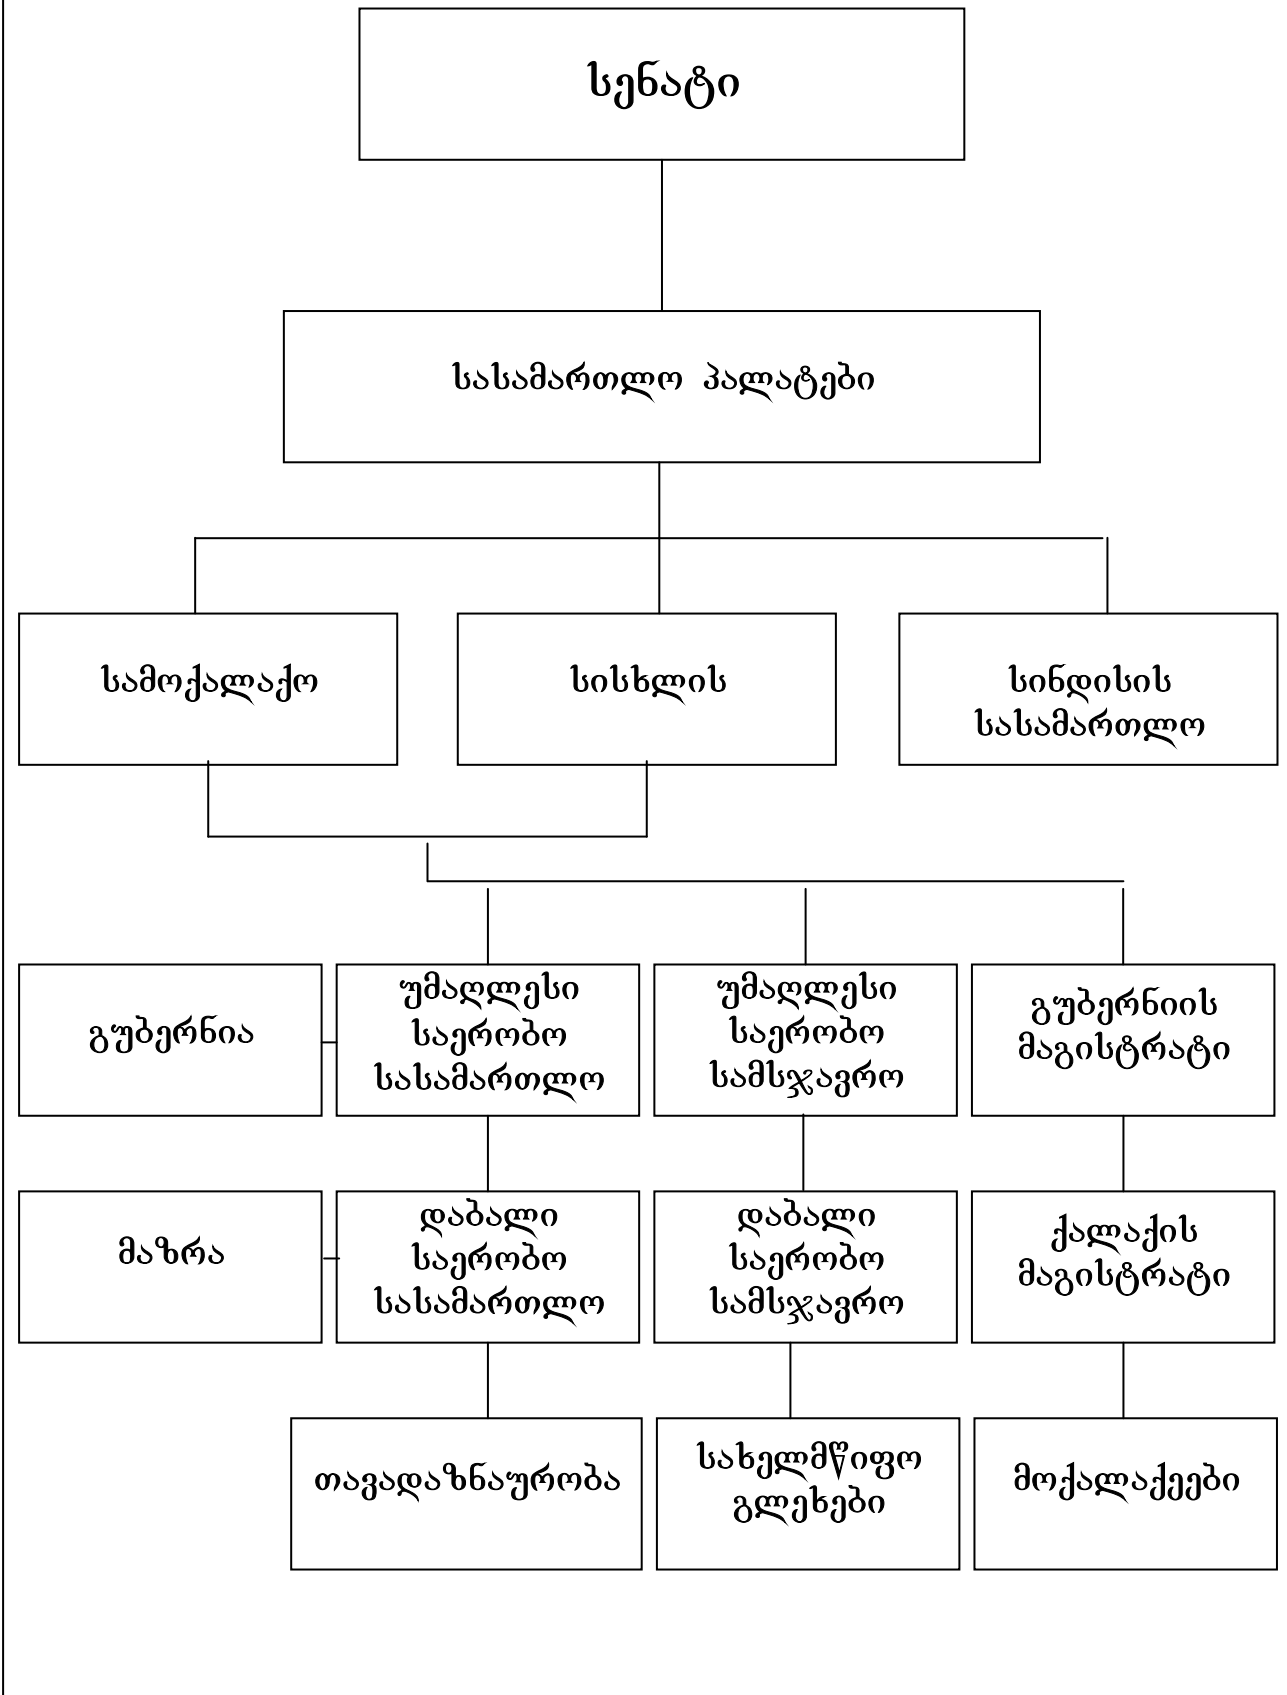 სენატი
სასამართლო პალატები
სამოქალაქო
სისხლის
სინდისის
სასამართლო
გუბერნია
უმაღლესი
საერობო
სასამართლო
უმაღლესი
საერობო
სამსჯავრო
გუბერნიის
მაგისტრატი
მაზრა
დაბალი
საერობო
სასამართლო
დაბალი
საერობო
სამსჯავრო
ქალაქის
მაგისტრატი
თავადაზნაურობა
სახელმწიფო
გლეხები
მოქალაქეები